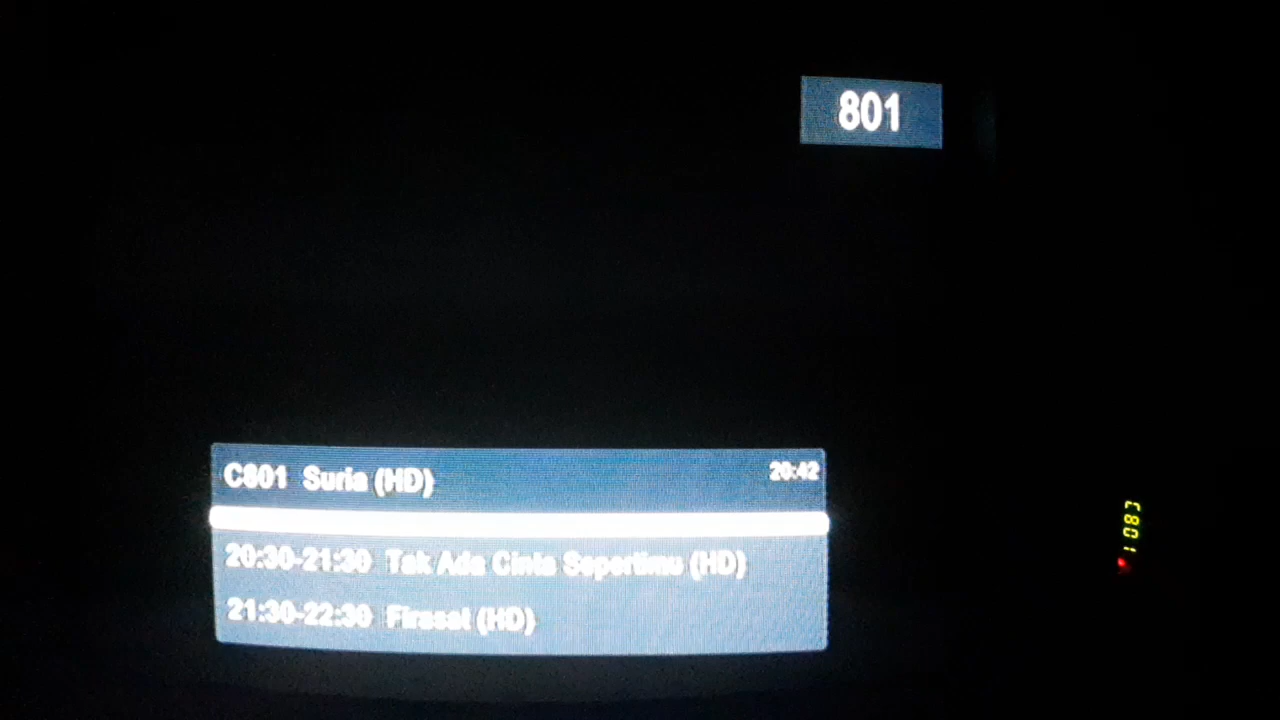 801
C801 Suria (HD) 20:42
20:30-21:30 Tak Ada Cinta Sepertimu (HD)
21:30-22:30 Firasat (HD)
C801